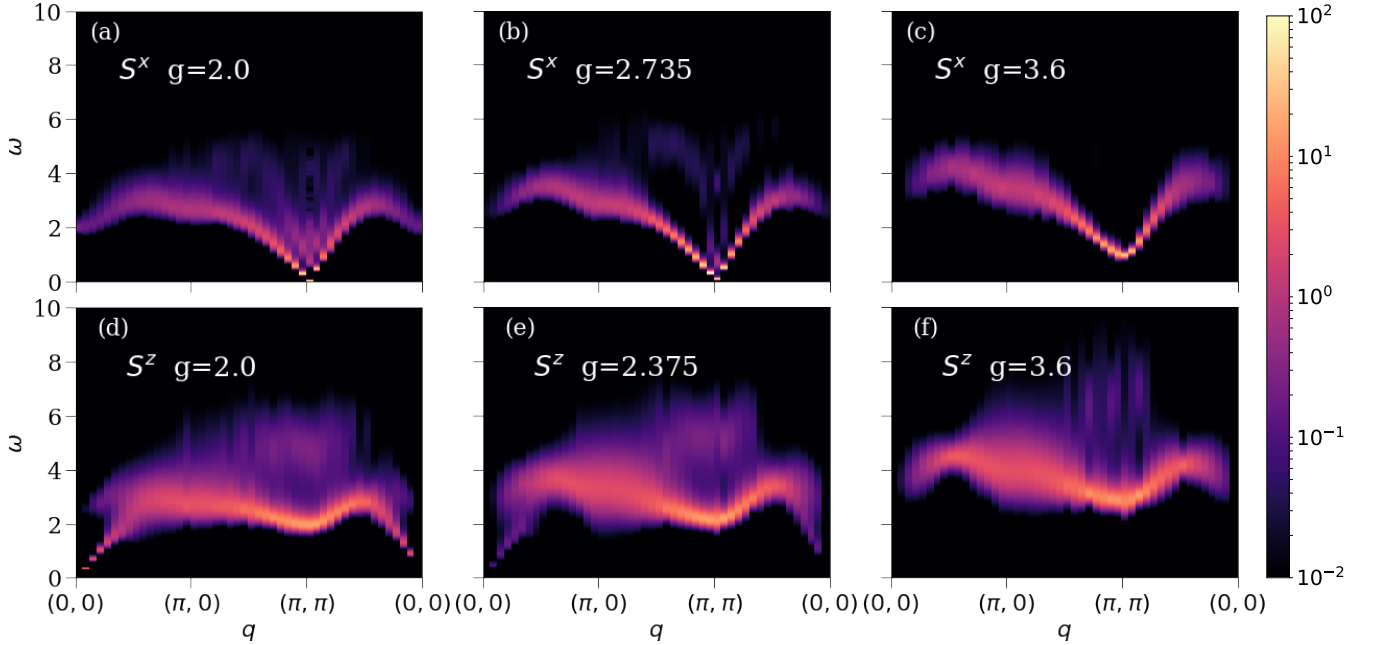 (a)
S^x g=2.0
(b)
S^x g=2.735
(c)
S^x g=3.6
10
8
6
4
2
0
ω
(d)
S^z g=2.0
(e)
S^z g=2.375
(f)
S^z g=3.6
10
8
6
4
2
0
ω
(0, 0) (π, 0) (π, π) (0, 0)
(0, 0) (π, 0) (π, π) (0, 0)
(0, 0) (π, 0) (π, π) (0, 0)
q
q
q
10^2
10^1
10^0
10^−1
10^−2